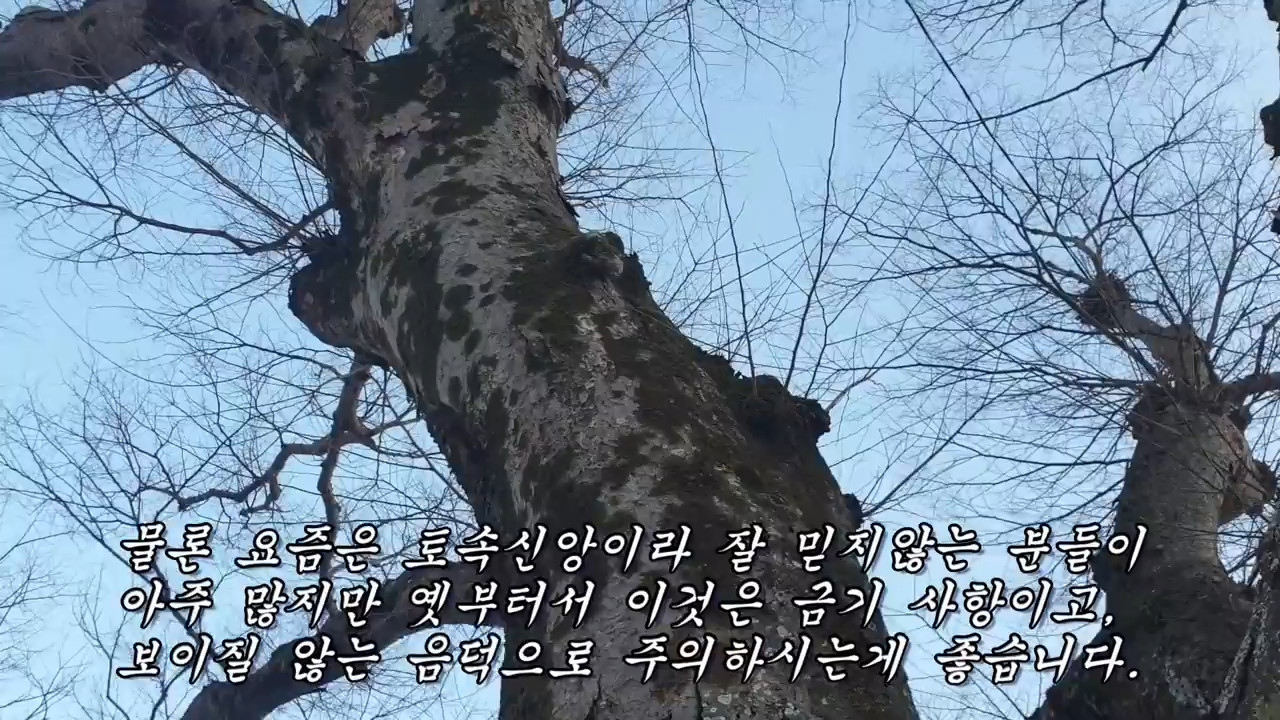 물론 요즘은 토속신앙이라 잘 믿지않는 분들이
아주 많지만 옛부터서 이것은 금기 사항이고,
보이질 않는 음덕으로 주의하시는게 좋습니다.